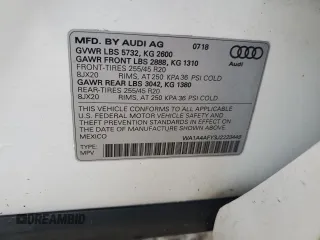 MFD. BY AUDI AG 07/18
GVWR LBS 5732, KG 2600
GAWR FRONT LBS 2888, KG 1310
FRONT-TIRES 255/45 R20
BJX20 RIMS, AT 250 KPA 36 PSI COLD
GAWR REAR LBS 3042, KG 1380
REAR-TIRES 255/45 R20
BJX20 RIMS, AT 250 KPA 36 PSI COLD
THIS VEHICLE CONFORMS TO ALL APPLICABLE
U.S. FEDERAL MOTOR VEHICLE SAFETY AND
THEFT PREVENTION STANDARDS IN EFFECT ON
THE DATE OF MANUFACTURE SHOWN ABOVE.
MEXICO
TYPE:
MPV
Audi
AMERIBID